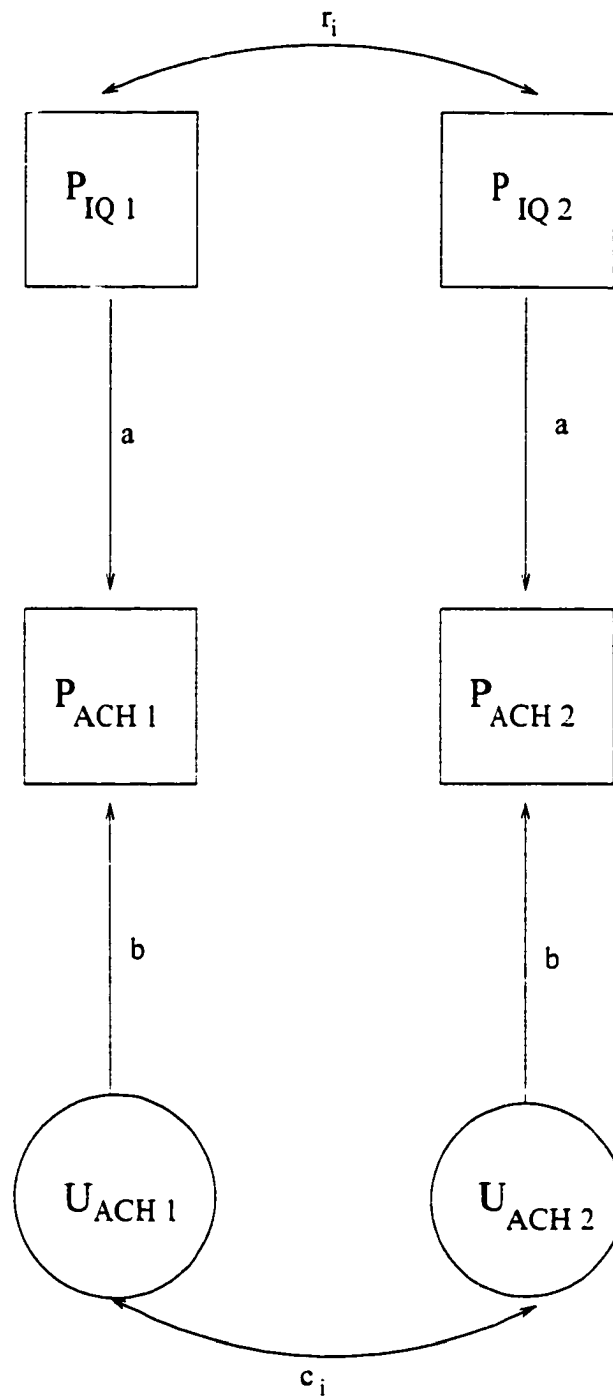 r_i
P_IQ 1 P_IQ 2
a a
P_ACH 1 P_ACH 2
b b
U_ACH 1 U_ACH 2
c_i